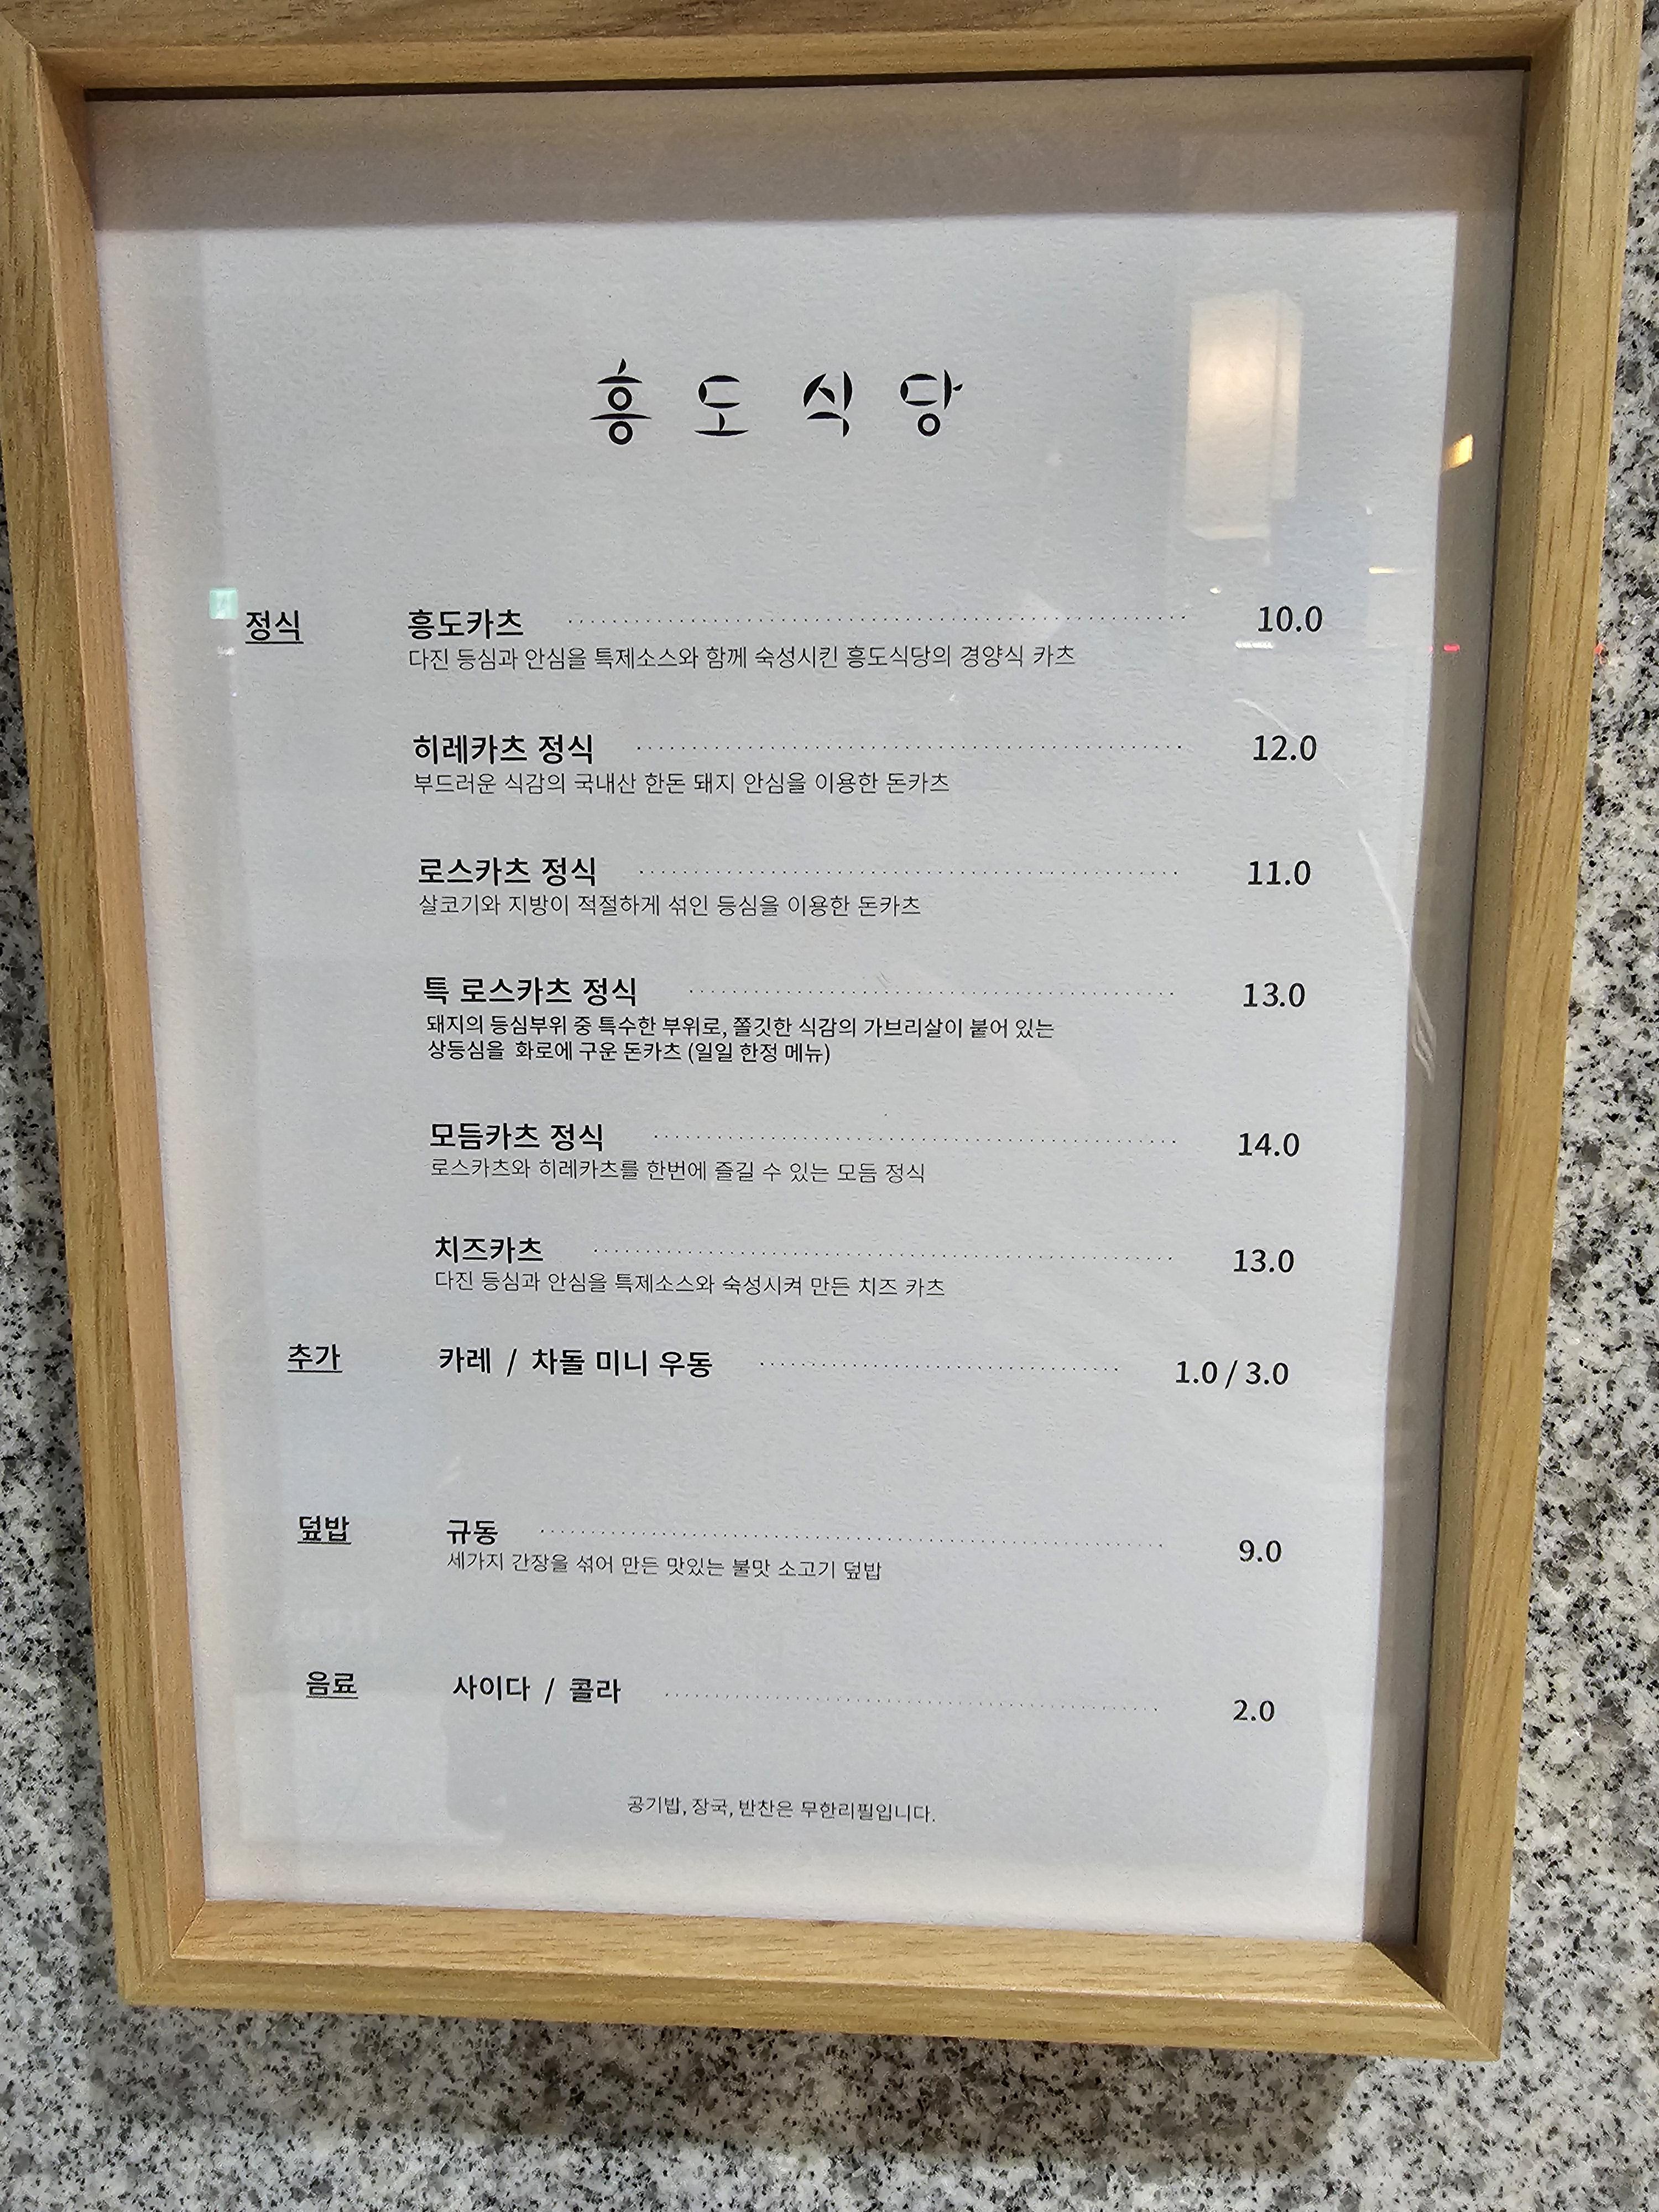 흥도식당
정식 흥도카츠 10.0
다진 등심과 안심을 특제소스와 함께 숙성시킨 흥도식당의 경양식 카츠
히레카츠 정식 12.0
부드러운 식감의 국내산 한돈 돼지 안심을 이용한 돈카츠
로스카츠 정식 11.0
살코기와 지방이 적절하게 섞인 등심을 이용한 돈카츠
특 로스카츠 정식 13.0
돼지의 등심부위 중 특수한 부위로, 쫄깃한 식감의 가브리살이 붙어 있는
상등심을 화로에 구운 돈카츠 (일일 한정 메뉴)
모듬카츠 정식 14.0
로스카츠와 히레카츠를 한번에 즐길 수 있는 모듬 정식
치즈카츠 13.0
다진 등심과 안심을 특제소스와 숙성시켜 만든 치즈 카츠
추가 카레 / 차돌 미니 우동 1.0 / 3.0
덮밥 규동 9.0
세가지 간장을 섞어 만든 맛있는 불맛 소고기 덮밥
음료 사이다 / 콜라 2.0
공기밥, 장국, 반찬은 무한리필입니다.